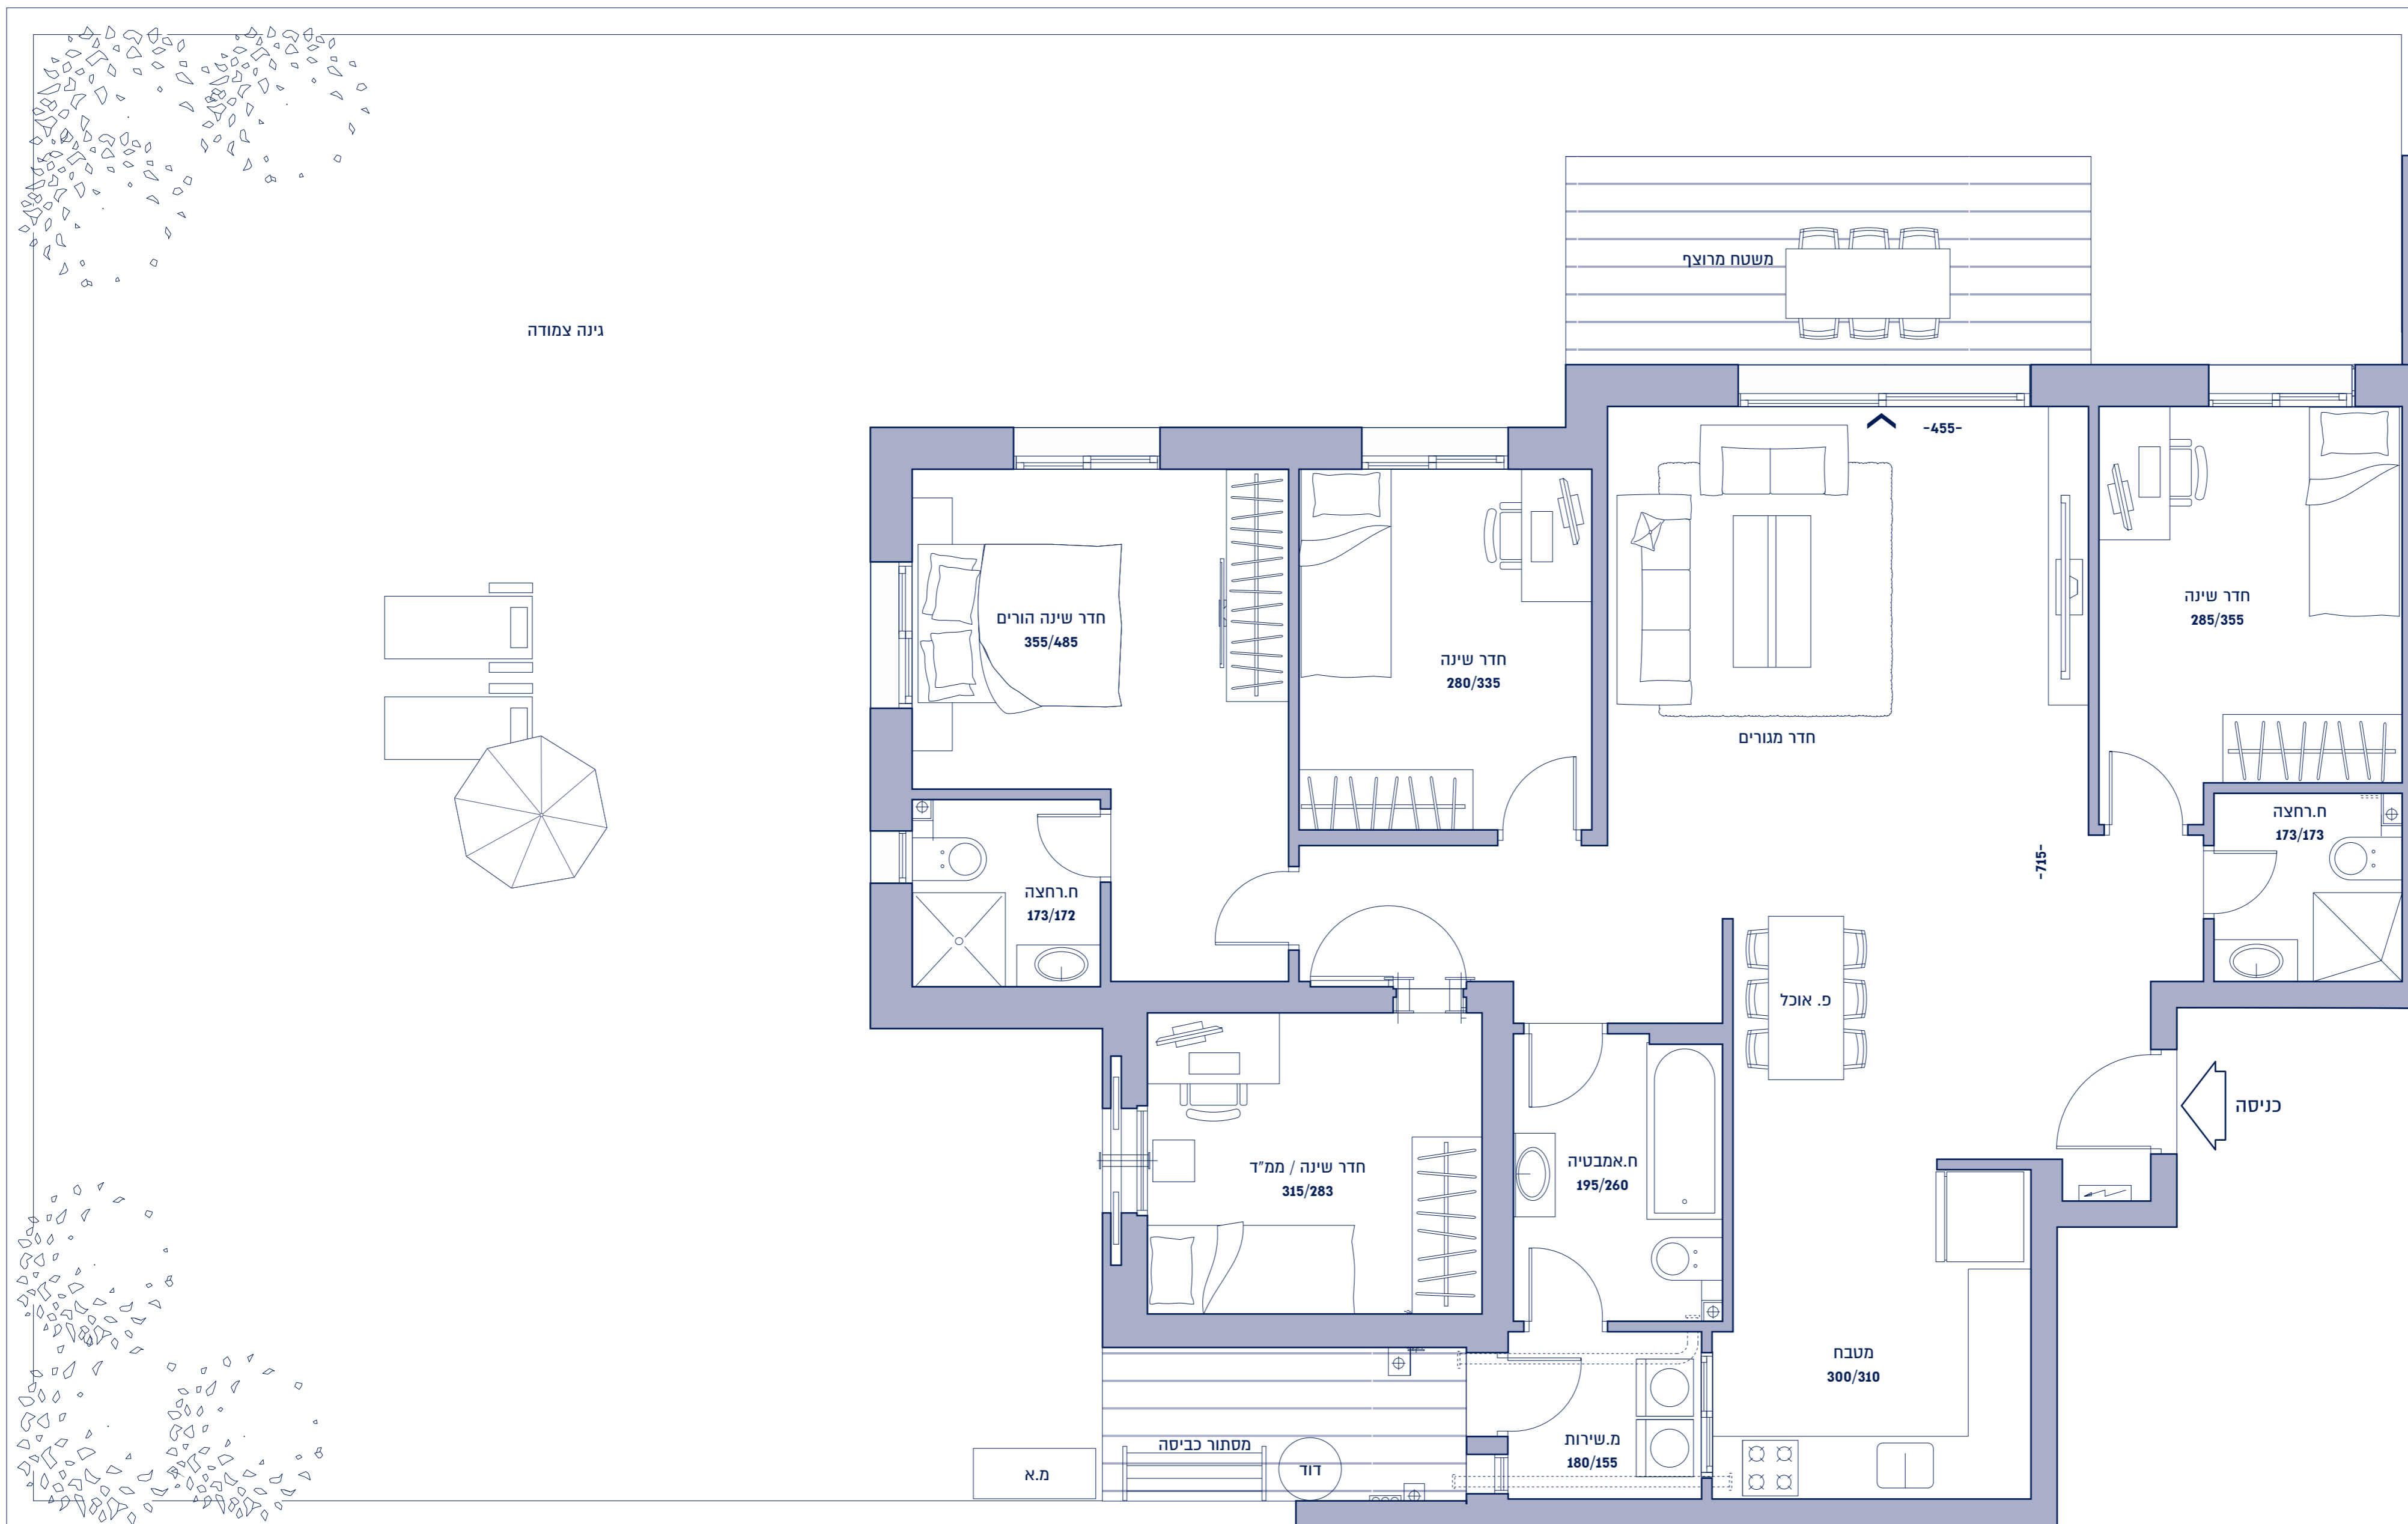 משטח מרוצף
גינה צמודה
-455-
חדר שינה
285/355
חדר שינה הורים
355/485
חדר שינה
280/335
חדר מגורים
ח.רחצה
173/173
-715-
ח.רחצה
173/172
פ. אוכל
כניסה
ח.אמבטיה
195/260
חדר שינה / ממ"ד
315/283
מטבח
300/310
מ.שירות
180/155
מסתור כביסה
דוד
מ.א